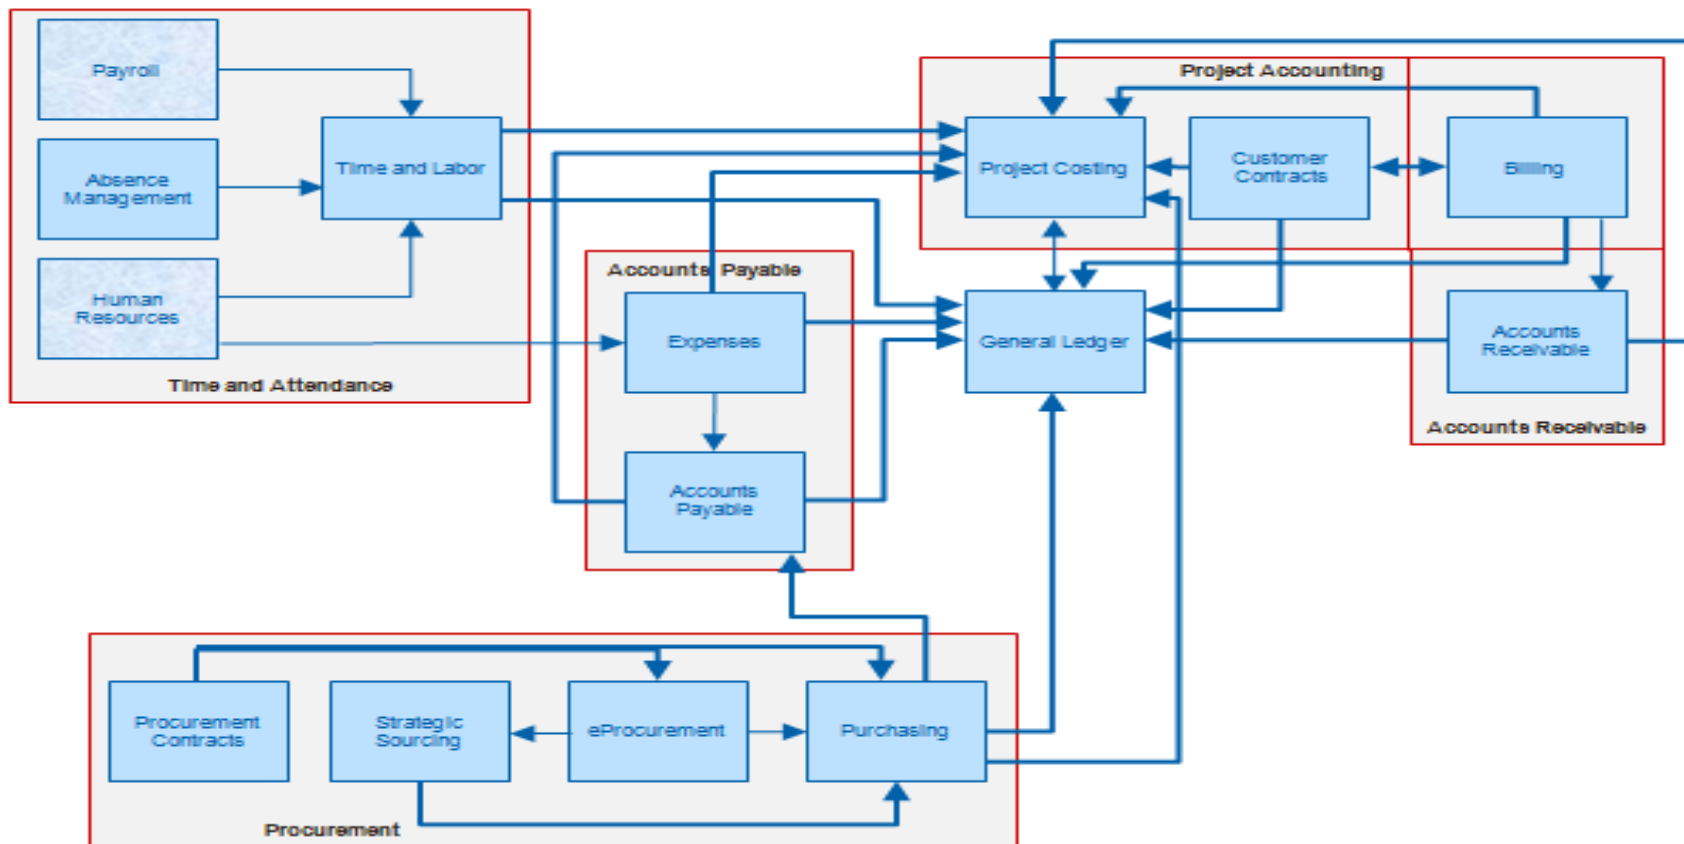 Payroll
Absence
Management
Human
Resources
Time and Labor
Time and Attendance
Accounts Payable
Expenses
Accounts
Payable
Project Accounting
Project Costing
Customer
Contracts
Billing
General Ledger
Accounts
Receivable
Accounts Receivable
Procurement
Contracts
Strategic
Sourcing
eProcurement
Purchasing
Procurement